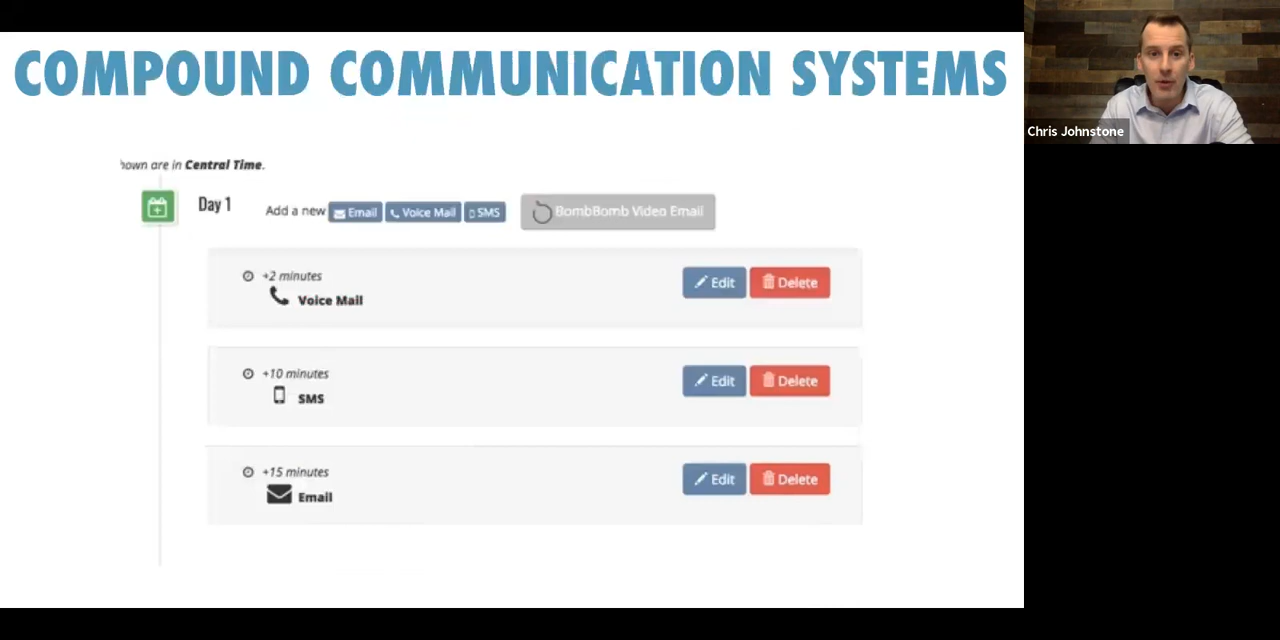 COMPOUND COMMUNICATION SYSTEMS
Chris Johnstone
hown are in Central Time.
Day 1
Add a new Email Voice Mail SMS BombBomb Video Email
+2 minutes
Voice Mail
Edit Delete
+10 minutes
SMS
Edit Delete
+15 minutes
Email
Edit Delete